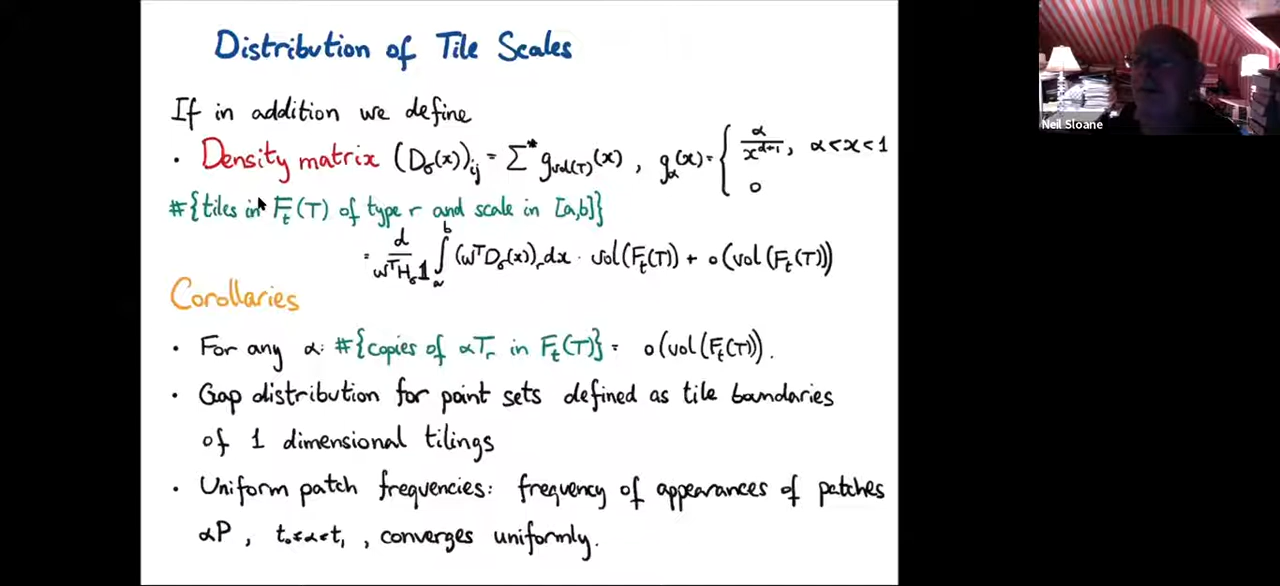 Distribution of Tile Scales
If in addition we define
· Density matrix (D_σ(x))_ij = Σ* g_vol(T)(x) , g_α(x) = { α/x^{d+1}, α<x<1
0
#{tiles in F_t(T) of type r and scale in [a,b]}
= d/(w^T H_σ 1) ∫_a^b (w^T D_σ(x))_r dx · vol(F_t(T)) + o(vol(F_t(T)))
Corollaries
· For any α: #{copies of αT_r in F_t(T)} = o(vol(F_t(T))).
· Gap distribution for point sets defined as tile boundaries
of 1 dimensional tilings
· Uniform patch frequencies: frequency of appearances of patches
αP , t₀≤α≤t₁ , converges uniformly.
Neil Sloane